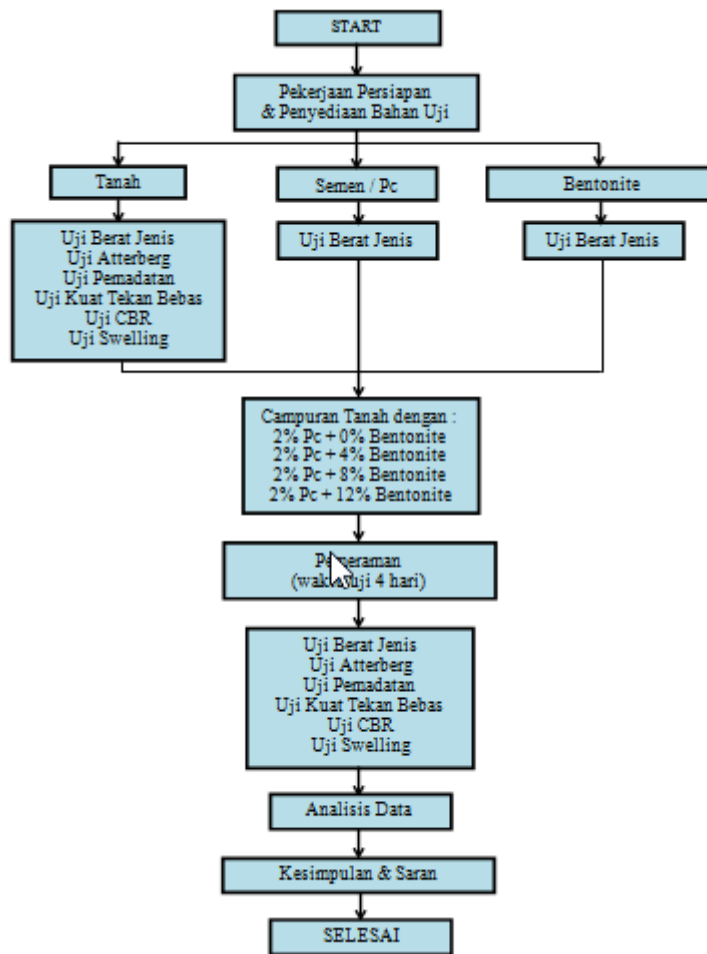 START
Pekerjaan Persiapan
& Penyediaan Bahan Uji
Tanah
Semen / Pc
Bentonite
Uji Berat Jenis
Uji Atterberg
Uji Pemadatan
Uji Kuat Tekan Bebas
Uji CBR
Uji Swelling
Uji Berat Jenis
Uji Berat Jenis
Campuran Tanah dengan :
2% Pc + 0% Bentonite
2% Pc + 4% Bentonite
2% Pc + 8% Bentonite
2% Pc + 12% Bentonite
Pemeraman
(waktu uji 4 hari)
Uji Berat Jenis
Uji Atterberg
Uji Pemadatan
Uji Kuat Tekan Bebas
Uji CBR
Uji Swelling
Analisis Data
Kesimpulan & Saran
SELESAI